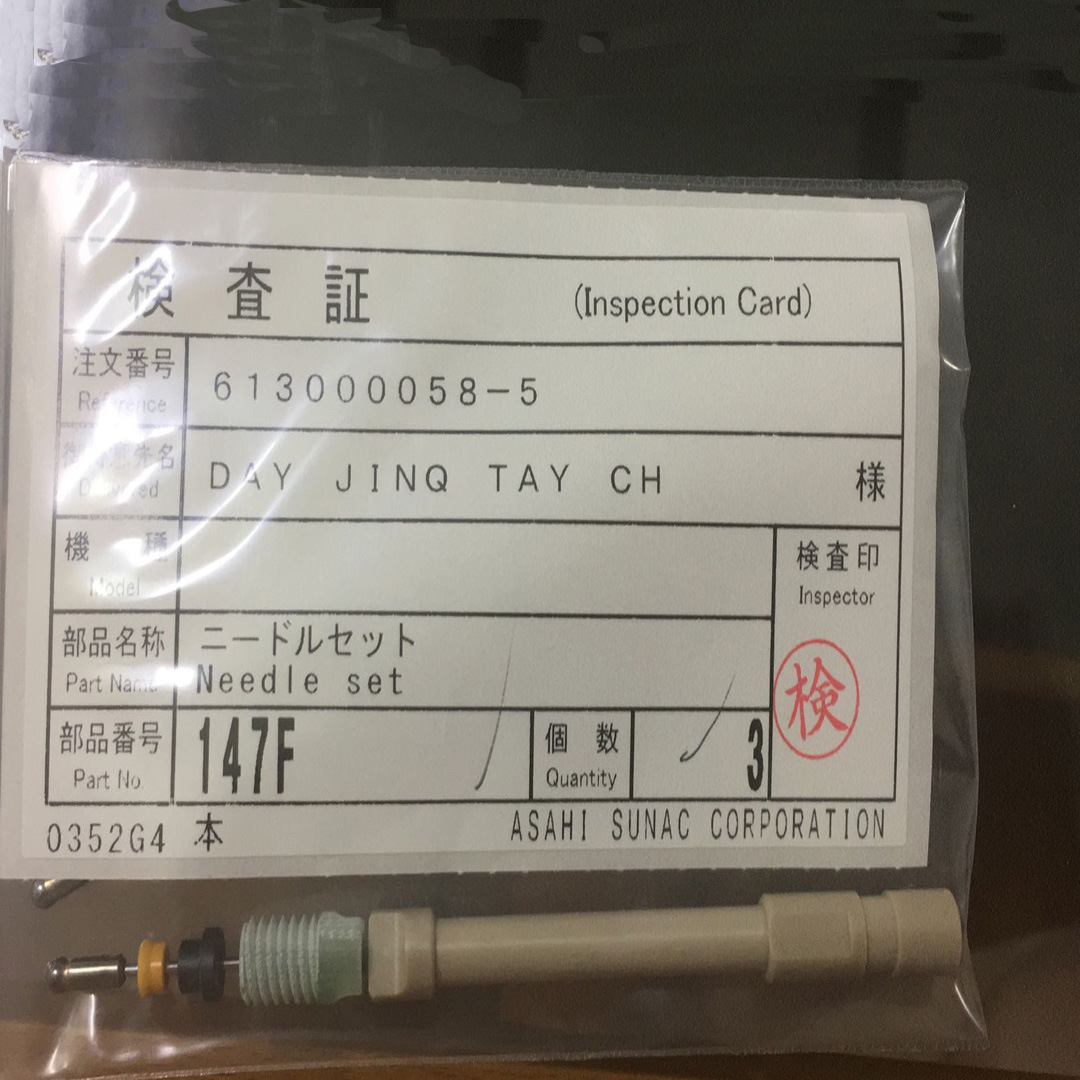 検査証 (Inspection Card)
注文番号 613000058-5
Reference
DAY JINQ TAY CH 様
Delivered
機種
Model
検査印
Inspector
検
部品名称 ニードルセット
Part Name Needle set
部品番号 147F 個数 3
Part No. Quantity
0352G4 本 ASAHI SUNAC CORPORATION